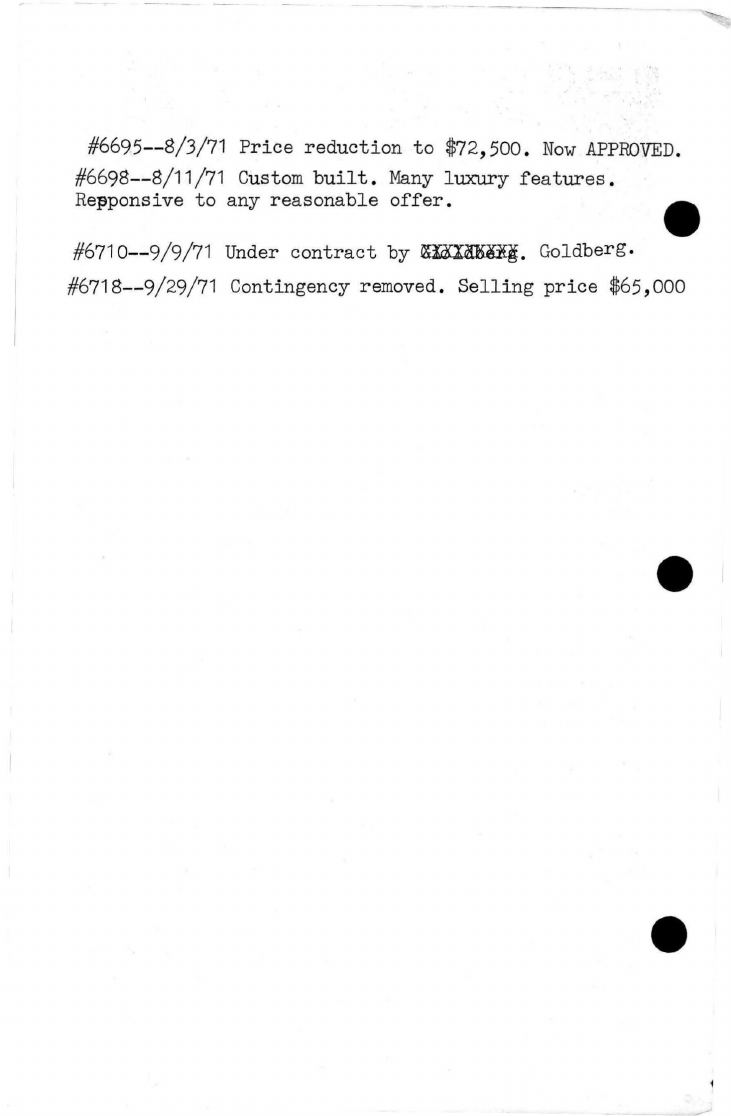 #6695--8/3/71 Price reduction to $72,500. Now APPROVED.
#6698--8/11/71 Custom built. Many luxury features.
Responsive to any reasonable offer.
#6710--9/9/71 Under contract by . Goldberg.
#6718--9/29/71 Contingency removed. Selling price $65,000